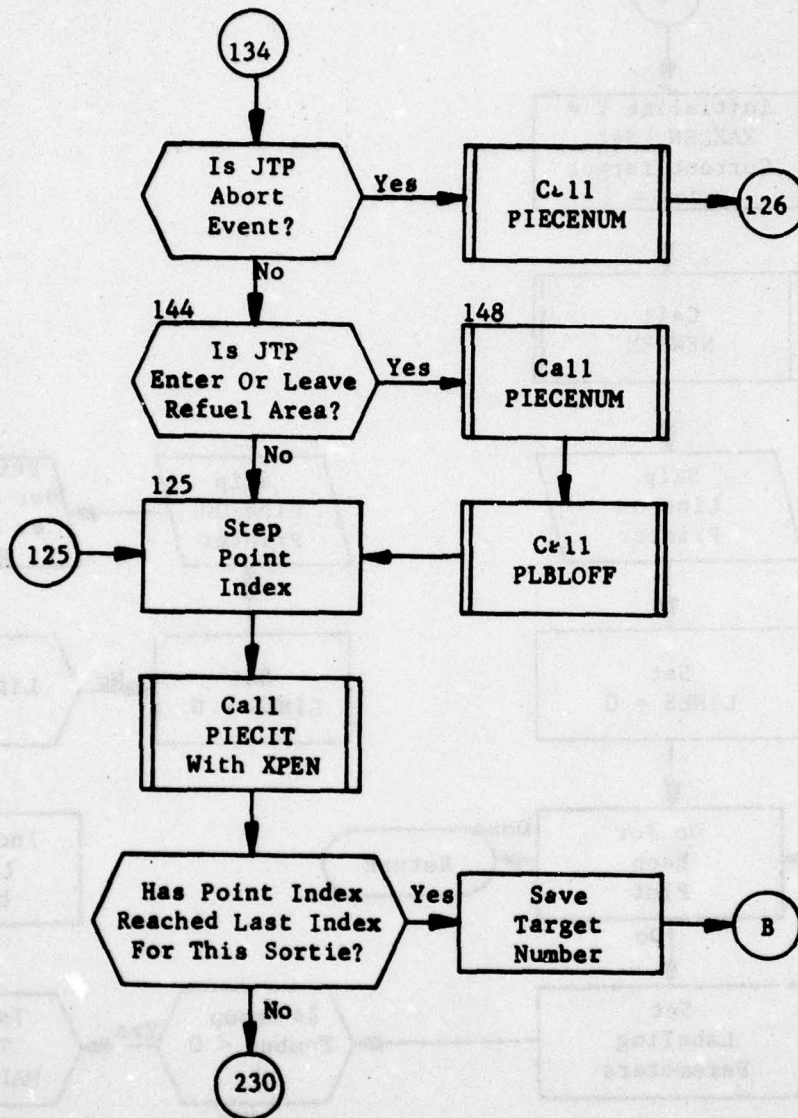 134
Is JTP
Abort
Event?
Yes
Call
PIECENUM
126
No
144
Is JTP
Enter Or Leave
Refuel Area?
Yes
148
Call
PIECENUM
No
125
Step
Point
Index
125
Call
PLBLOFF
Call
PIECIT
With XPEN
Has Point Index
Reached Last Index
For This Sortie?
Yes
Save
Target
Number
B
No
230